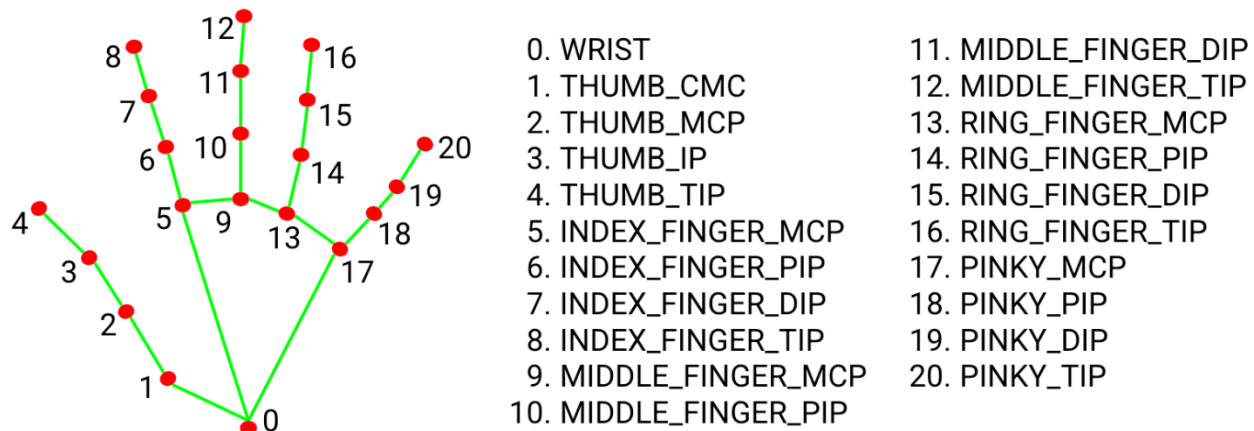 12
8
16
11
7
15
10
6
20
14
19
4
5
9
13
18
3
17
2
1
0
0. WRIST
1. THUMB_CMC
2. THUMB_MCP
3. THUMB_IP
4. THUMB_TIP
5. INDEX_FINGER_MCP
6. INDEX_FINGER_PIP
7. INDEX_FINGER_DIP
8. INDEX_FINGER_TIP
9. MIDDLE_FINGER_MCP
10. MIDDLE_FINGER_PIP
11. MIDDLE_FINGER_DIP
12. MIDDLE_FINGER_TIP
13. RING_FINGER_MCP
14. RING_FINGER_PIP
15. RING_FINGER_DIP
16. RING_FINGER_TIP
17. PINKY_MCP
18. PINKY_PIP
19. PINKY_DIP
20. PINKY_TIP